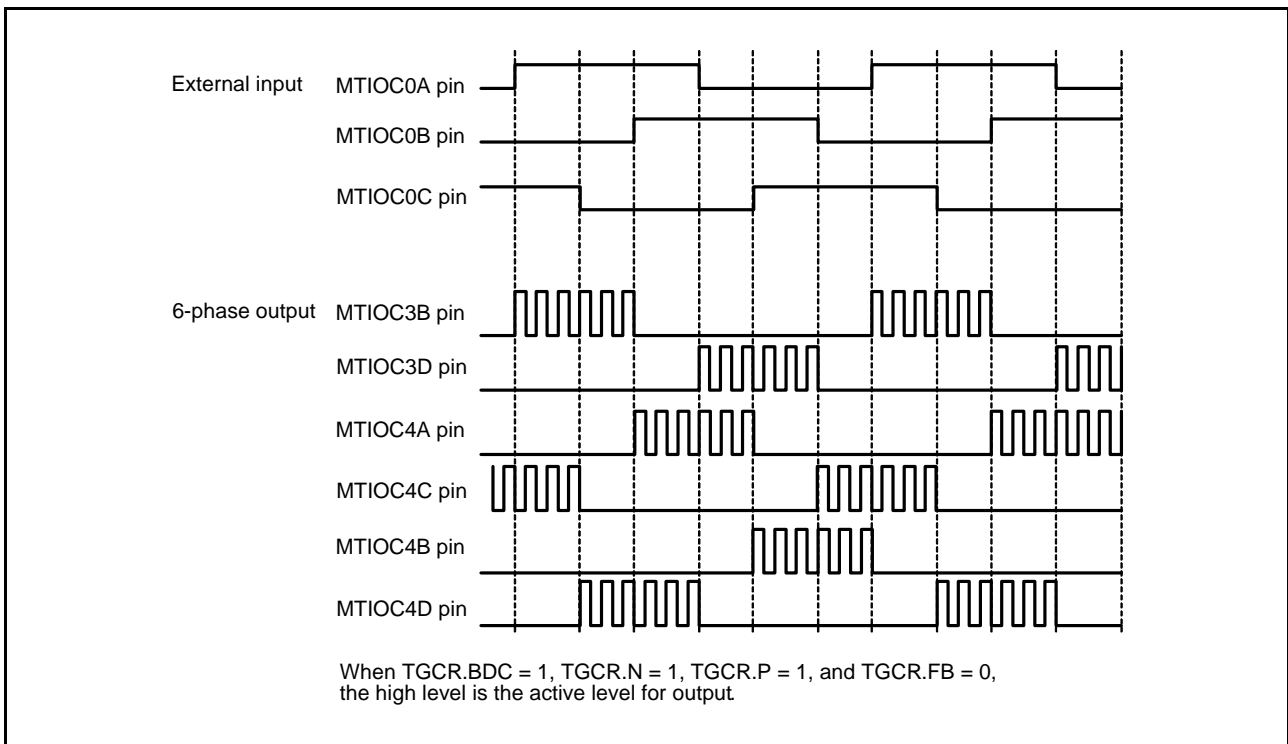 External input MTIOC0A pin
MTIOC0B pin
MTIOC0C pin
6-phase output MTIOC3B pin
MTIOC3D pin
MTIOC4A pin
MTIOC4C pin
MTIOC4B pin
MTIOC4D pin
When TGCR.BDC = 1, TGCR.N = 1, TGCR.P = 1, and TGCR.FB = 0,
the high level is the active level for output.